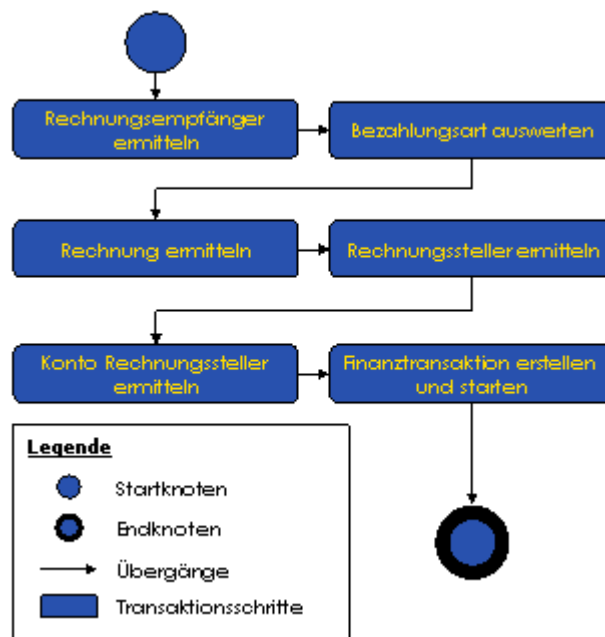 Rechnungsempfänger
ermitteln
Bezahlungsart auswerten
Rechnung ermitteln
Rechnungssteller ermitteln
Konto Rechnungssteller
ermitteln
Finanztransaktion erstellen
und starten
Legende
Startknoten
Endknoten
Übergänge
Transaktionsschritte